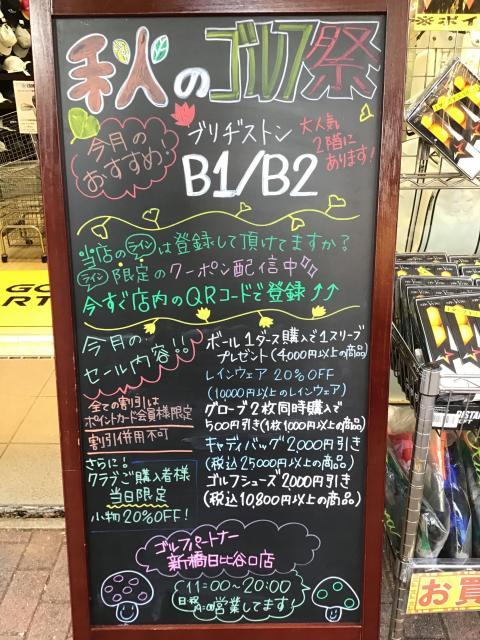 秋のゴルフ祭
今月の
おすすめ!
ブリヂストン
B1/B2
大人気
2階に
あります!
当店のラインは登録して頂けてますか?
ライン限定のクーポン配信中
今すぐ店内のQRコードで登録↑↑
今月の
セール内容!!
ボール1ダース購入で1スリーブ
プレゼント(4,000円以上の商品)
レインウェア 20%OFF
(10000円以上のレインウェア)
グローブ2枚同時購入で
500円引き(1枚1000円以上の商品)
キャディバッグ2,000円引き
(税込25000円以上の商品)
ゴルフシューズ2,000円引き
(税込10,800円以上の商品)
全ての割引は
ポイントカード会員様限定
割引併用不可
さらに!
クラブご購入者様
当日限定
小物20%OFF!
ゴルフパートナー
新橋日比谷口店
11:00~20:00
営業してます!
GO
RT
お買